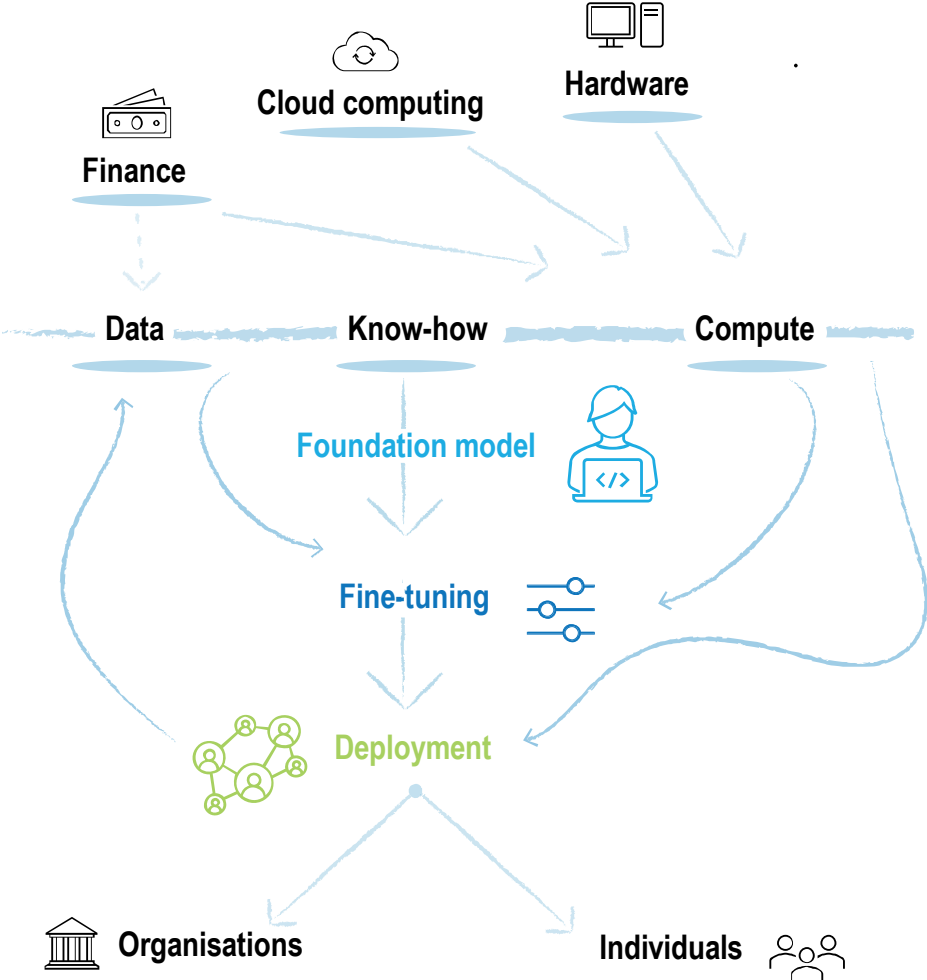 Hardware
Cloud computing
Finance
Data
Know-how
Compute
Foundation model
</>
Fine-tuning
Deployment
Organisations
Individuals